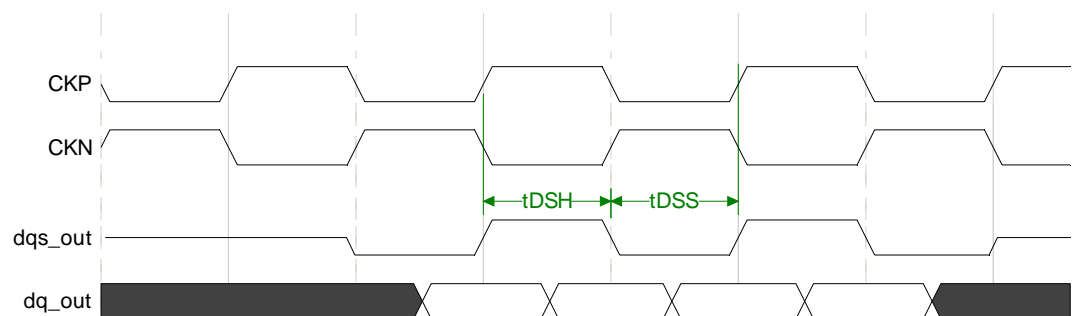 CKP
CKN
tDSH tDSS
dqs_out
dq_out